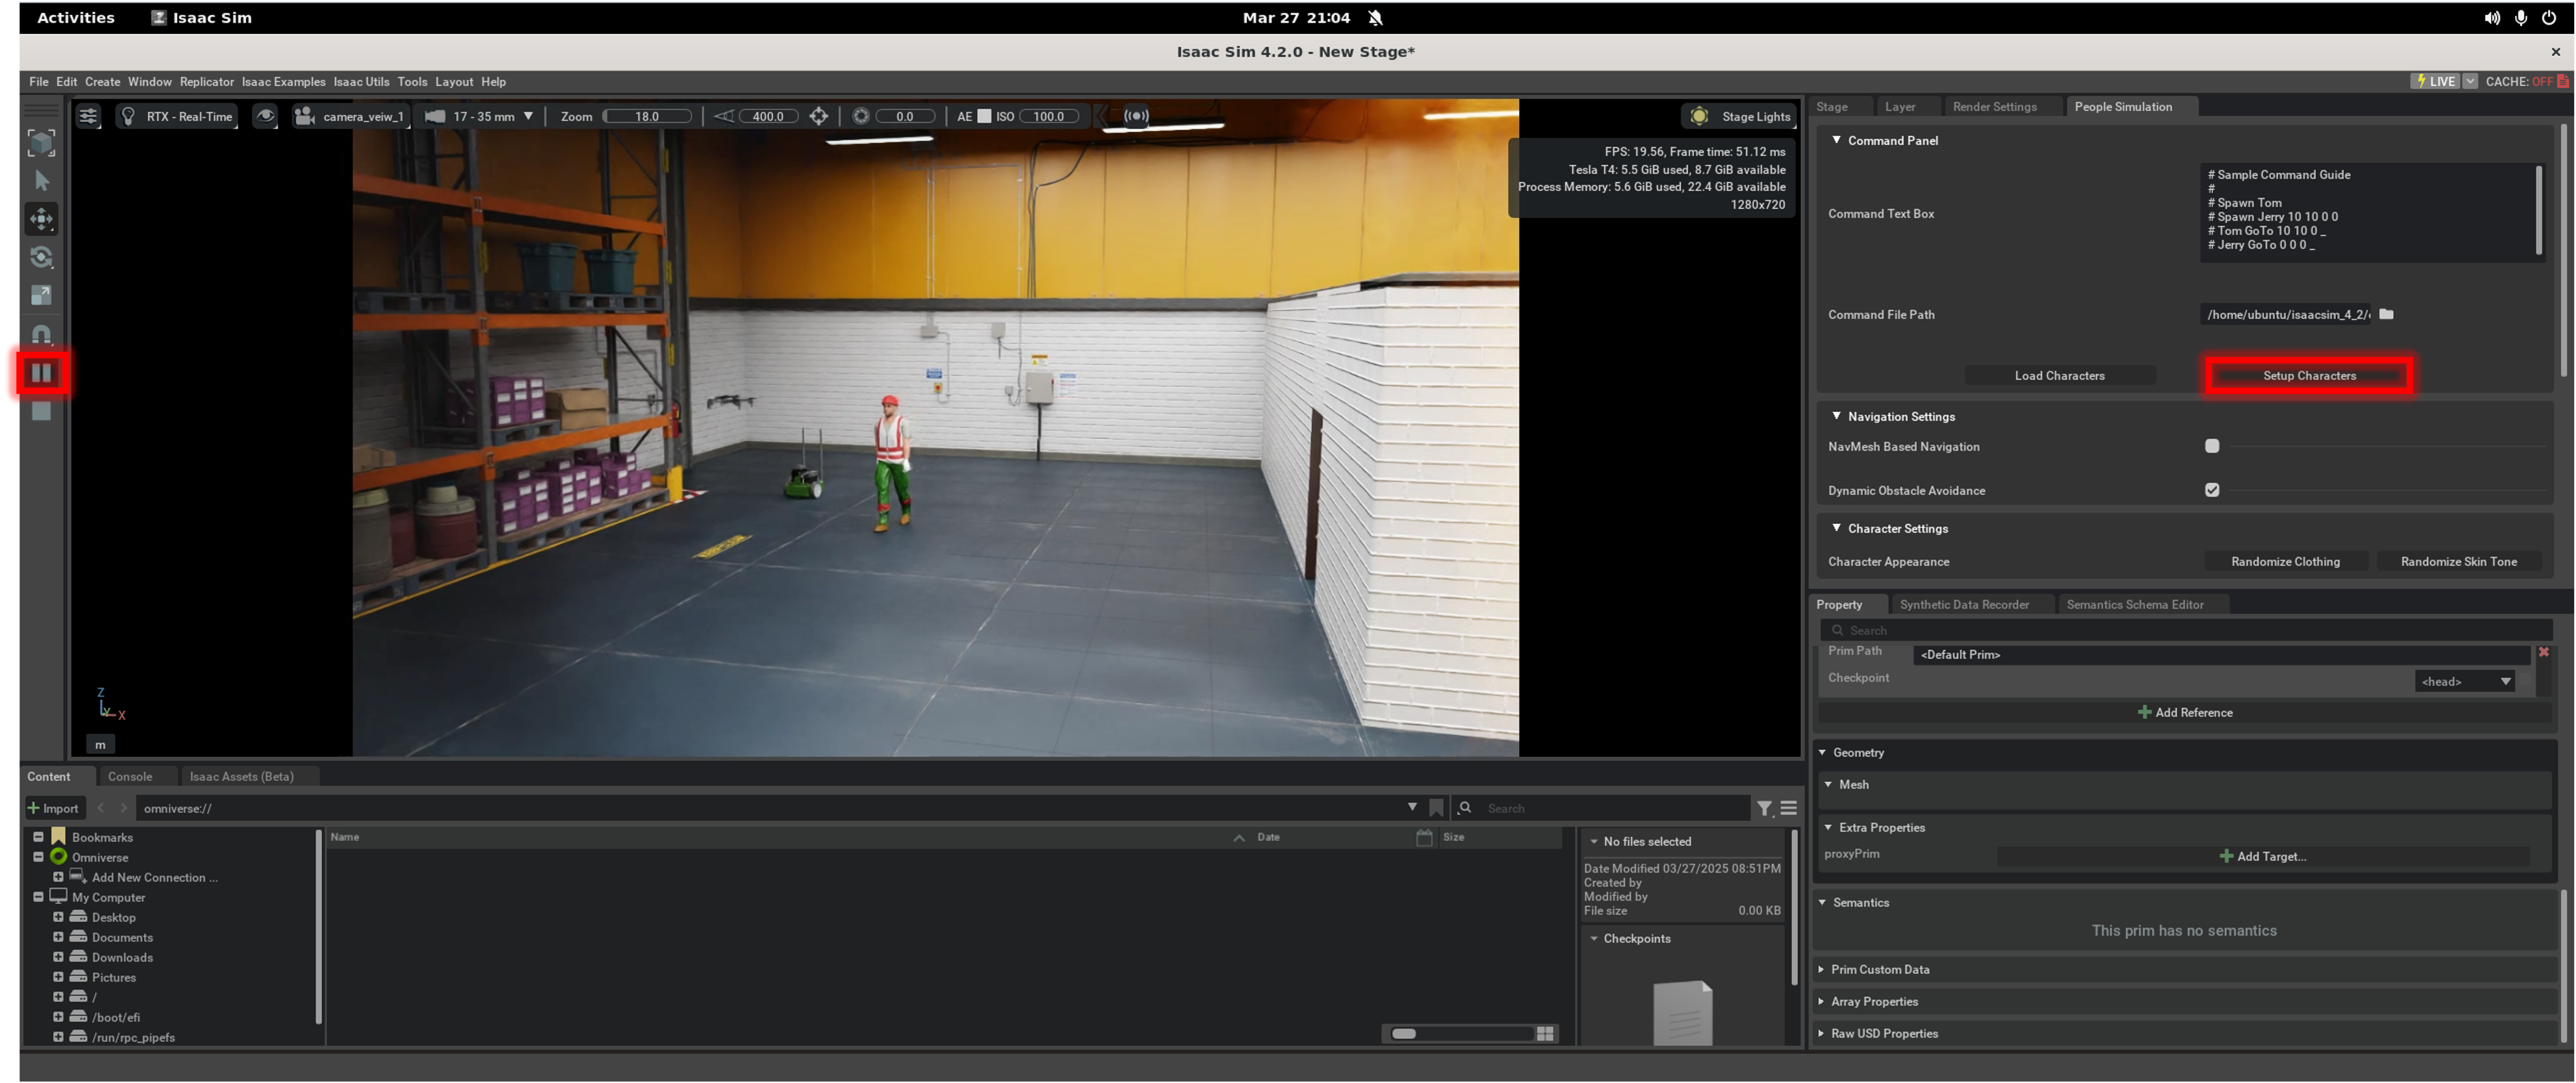 Activities Isaac Sim Mar 27 21:04
Isaac Sim 4.2.0 - New Stage*
File Edit Create Window Replicator Isaac Examples Isaac Utils Tools Layout Help LIVE CACHE: OFF
RTX - Real-Time camera_veiw_1 17 - 35 mm Zoom 18.0 400.0 0.0 AE ISO 100.0 Stage Lights
FPS: 19.56, Frame time: 51.12 ms
Tesla T4: 5.5 GiB used, 8.7 GiB available
Process Memory: 5.6 GiB used, 22.4 GiB available
1280x720
Z
Y
X
m
Stage Layer Render Settings People Simulation
Command Panel
Command Text Box
# Sample Command Guide
#
# Spawn Tom
# Spawn Jerry 10 10 0 0
# Tom GoTo 10 10 0 _
# Jerry GoTo 0 0 0 _
Command File Path /home/ubuntu/isaacsim_4_2/
Load Characters Setup Characters
Navigation Settings
NavMesh Based Navigation
Dynamic Obstacle Avoidance
Character Settings
Character Appearance Randomize Clothing Randomize Skin Tone
Property Synthetic Data Recorder Semantics Schema Editor
Search
Prim Path <Default Prim>
Checkpoint <head>
Add Reference
Geometry
Mesh
Extra Properties
proxyPrim Add Target...
Semantics
This prim has no semantics
Prim Custom Data
Array Properties
Raw USD Properties
Content Console Isaac Assets (Beta)
Import omniverse:// Search
Bookmarks
Omniverse
Add New Connection ...
My Computer
Desktop
Documents
Downloads
Pictures
/
/boot/efi
/run/rpc_pipefs
Name Date Size
No files selected
Date Modified 03/27/2025 08:51PM
Created by
Modified by
File size 0.00 KB
Checkpoints